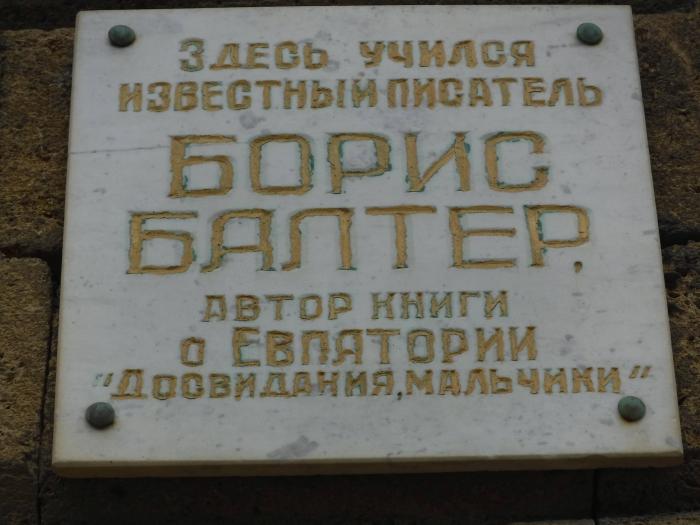 Здесь учился
известный писатель
Борис
Балтер,
автор книги
о Евпатории
"Досвидания, мальчики"